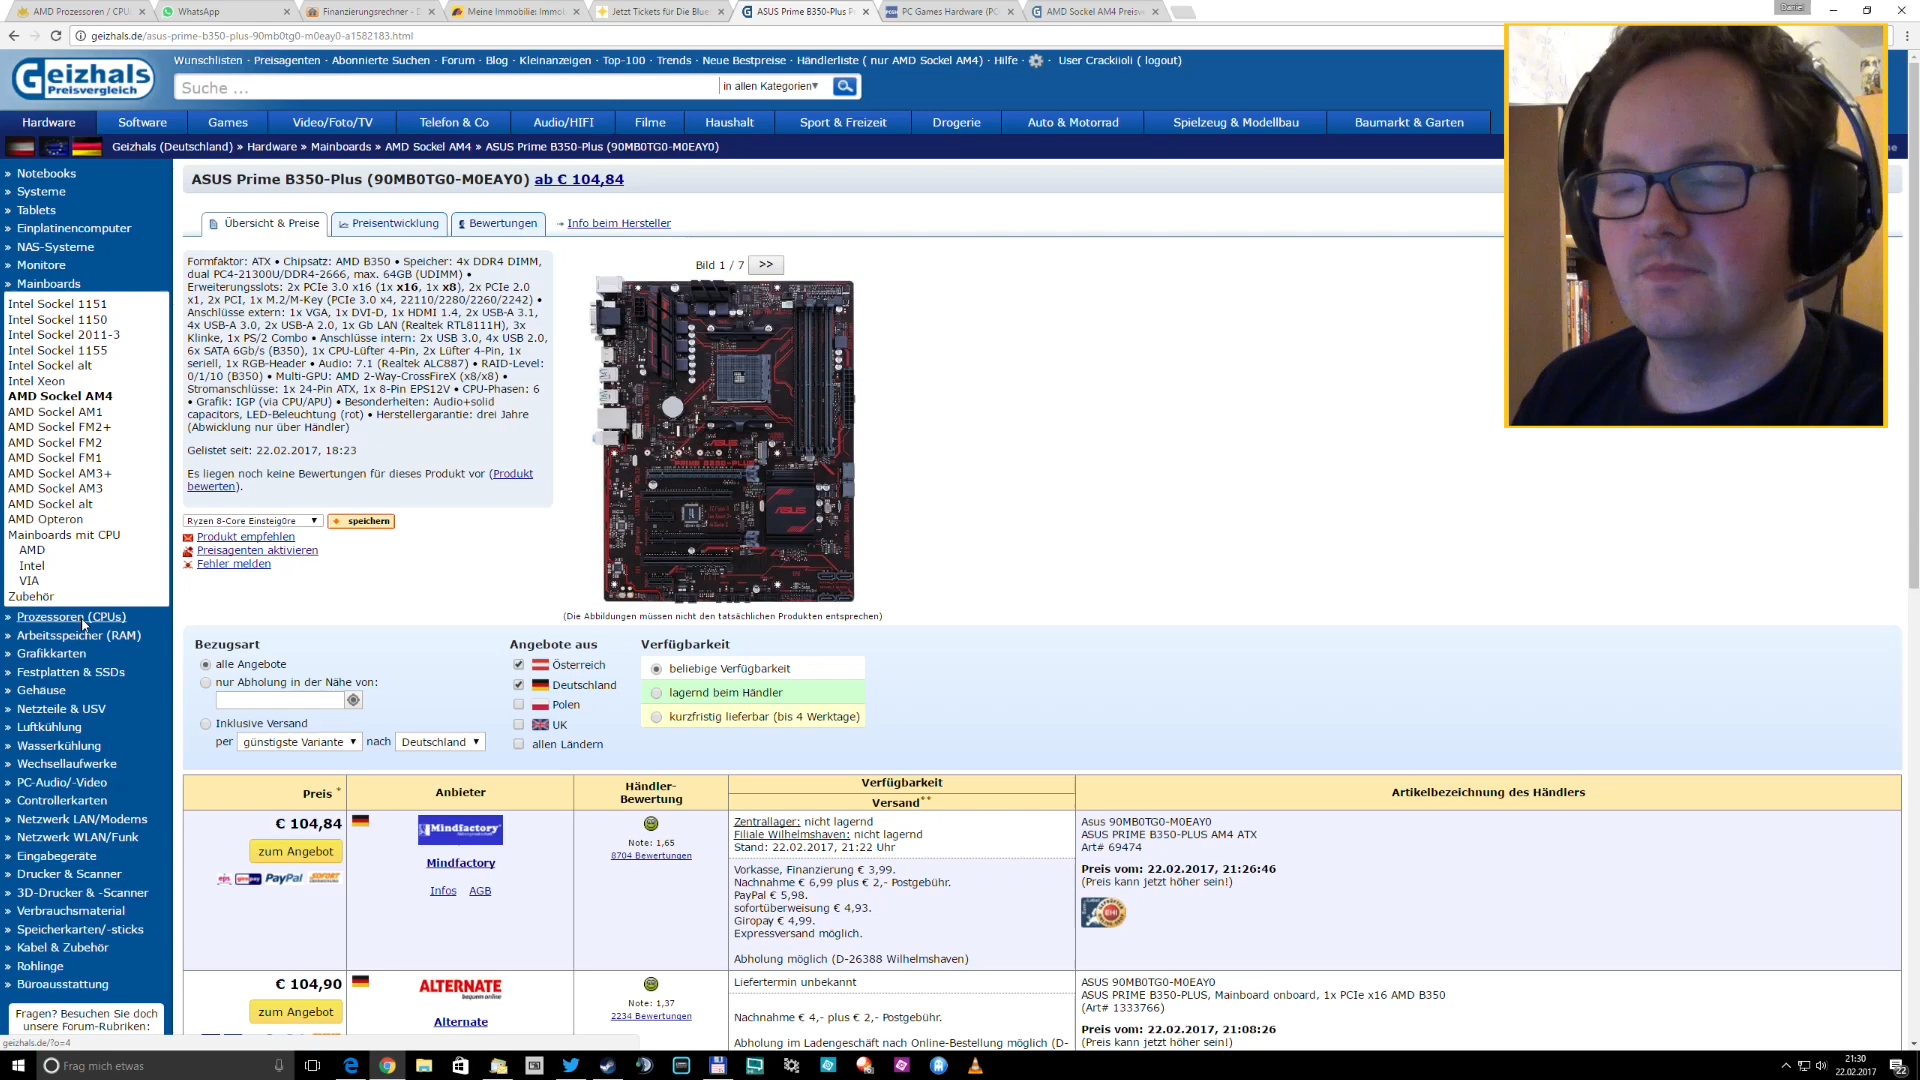 AMD Prozessoren / CPU:
WhatsApp
Finanzierungsrechner - D
Meine Immobilie: Immol
Jetzt Tickets für Die Blue
ASUS Prime B350-Plus P
PC Games Hardware (PC
AMD Sockel AM4 Preisv
Daniel
geizhals.de/asus-prime-b350-plus-90mb0tg0-m0eay0-a1582183.html
Geizhals
Preisvergleich
Wunschlisten · Preisagenten · Abonnierte Suchen · Forum · Blog · Kleinanzeigen · Top-100 · Trends · Neue Bestpreise · Händlerliste ( nur AMD Sockel AM4) · Hilfe · User Crackiioli ( logout)
Suche ...
in allen Kategorien
Hardware
Software
Games
Video/Foto/TV
Telefon & Co
Audio/HIFI
Filme
Haushalt
Sport & Freizeit
Drogerie
Auto & Motorrad
Spielzeug & Modellbau
Baumarkt & Garten
Geizhals (Deutschland) » Hardware » Mainboards » AMD Sockel AM4 » ASUS Prime B350-Plus (90MB0TG0-M0EAY0)
» Notebooks
» Systeme
» Tablets
» Einplatinencomputer
» NAS-Systeme
» Monitore
» Mainboards
Intel Sockel 1151
Intel Sockel 1150
Intel Sockel 2011-3
Intel Sockel 1155
Intel Sockel alt
Intel Xeon
AMD Sockel AM4
AMD Sockel AM1
AMD Sockel FM2+
AMD Sockel FM2
AMD Sockel FM1
AMD Sockel AM3+
AMD Sockel AM3
AMD Sockel alt
AMD Opteron
Mainboards mit CPU
AMD
Intel
VIA
Zubehör
» Prozessoren (CPUs)
» Arbeitsspeicher (RAM)
» Grafikkarten
» Festplatten & SSDs
» Gehäuse
» Netzteile & USV
» Luftkühlung
» Wasserkühlung
» Wechsellaufwerke
» PC-Audio/-Video
» Controllerkarten
» Netzwerk LAN/Modems
» Netzwerk WLAN/Funk
» Eingabegeräte
» Drucker & Scanner
» 3D-Drucker & -Scanner
» Verbrauchsmaterial
» Speicherkarten/-sticks
» Kabel & Zubehör
» Rohlinge
» Büroausstattung
Fragen? Besuchen Sie doch
unsere Forum-Rubriken:
geizhals.de/?o=4
ASUS Prime B350-Plus (90MB0TG0-M0EAY0) ab € 104,84
Übersicht & Preise
Preisentwicklung
Bewertungen
Info beim Hersteller
Formfaktor: ATX • Chipsatz: AMD B350 • Speicher: 4x DDR4 DIMM,
dual PC4-21300U/DDR4-2666, max. 64GB (UDIMM) •
Erweiterungsslots: 2x PCIe 3.0 x16 (1x x16, 1x x8), 2x PCIe 2.0
x1, 2x PCI, 1x M.2/M-Key (PCIe 3.0 x4, 22110/2280/2260/2242) •
Anschlüsse extern: 1x VGA, 1x DVI-D, 1x HDMI 1.4, 2x USB-A 3.1,
4x USB-A 3.0, 2x USB-A 2.0, 1x Gb LAN (Realtek RTL8111H), 3x
Klinke, 1x PS/2 Combo • Anschlüsse intern: 2x USB 3.0, 4x USB 2.0,
6x SATA 6Gb/s (B350), 1x CPU-Lüfter 4-Pin, 2x Lüfter 4-Pin, 1x
seriell, 1x RGB-Header • Audio: 7.1 (Realtek ALC887) • RAID-Level:
0/1/10 (B350) • Multi-GPU: AMD 2-Way-CrossFireX (x8/x8) •
Stromanschlüsse: 1x 24-Pin ATX, 1x 8-Pin EPS12V • CPU-Phasen: 6
• Grafik: IGP (via CPU/APU) • Besonderheiten: Audio+solid
capacitors, LED-Beleuchtung (rot) • Herstellergarantie: drei Jahre
(Abwicklung nur über Händler)
Gelistet seit: 22.02.2017, 18:23
Es liegen noch keine Bewertungen für dieses Produkt vor (Produkt
bewerten).
Ryzen 8-Core Einsteig0re
speichern
Produkt empfehlen
Preisagenten aktivieren
Fehler melden
Bild 1 / 7 >>
ASUS
PRIME B350-PLUS
ASUS
(Die Abbildungen müssen nicht den tatsächlichen Produkten entsprechen)
Bezugsart
alle Angebote
nur Abholung in der Nähe von:
Inklusive Versand
per günstigste Variante nach Deutschland
Angebote aus
Österreich
Deutschland
Polen
UK
allen Ländern
Verfügbarkeit
beliebige Verfügbarkeit
lagernd beim Händler
kurzfristig lieferbar (bis 4 Werktage)
Preis *
Anbieter
Händler-
Bewertung
Verfügbarkeit
Versand**
Artikelbezeichnung des Händlers
€ 104,84
zum Angebot
eps giropay PayPal SOFORT
Mindfactory
Mindfactory
Infos AGB
Note: 1,65
8704 Bewertungen
Zentrallager: nicht lagernd
Filiale Wilhelmshaven: nicht lagernd
Stand: 22.02.2017, 21:22 Uhr
Vorkasse, Finanzierung € 3,99.
Nachnahme € 6,99 plus € 2,- Postgebühr.
PayPal € 5,98.
sofortüberweisung € 4,93.
Giropay € 4,99.
Expressversand möglich.
Abholung möglich (D-26388 Wilhelmshaven)
Asus 90MB0TG0-M0EAY0
ASUS PRIME B350-PLUS AM4 ATX
Art# 69474
Preis vom: 22.02.2017, 21:26:46
(Preis kann jetzt höher sein!)
EHI
€ 104,90
zum Angebot
ALTERNATE
bequem online
Alternate
Note: 1,37
2234 Bewertungen
Liefertermin unbekannt
Nachnahme € 4,- plus € 2,- Postgebühr.
Abholung im Ladengeschäft nach Online-Bestellung möglich (D-
ASUS 90MB0TG0-M0EAY0
ASUS PRIME B350-PLUS, Mainboard onboard, 1x PCIe x16 AMD B350
(Art# 1333766)
Preis vom: 22.02.2017, 21:08:26
(Preis kann jetzt höher sein!)
Frag mich etwas
21:30
22.02.2017
22